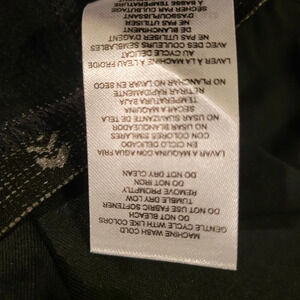 MACHINE WASH COLD
GENTLE CYCLE WITH LIKE COLORS
DO NOT BLEACH
DO NOT USE FABRIC SOFTENER
TUMBLE DRY LOW
REMOVE PROMPTLY
DO NOT IRON
DO NOT DRY CLEAN
LAVAR A MAQUINA CON AGUA FRIA
EN CICLO DELICADO
CON COLORES SIMILARES
NO USAR BLANQUEADOR
NO USAR SUAVIZANTE DE TELA
SECAR A MAQUINA
TEMPERATURA BAJA
RETIRAR RAPIDAMENTE
NO PLANCHAR NO LAVAR EN SECO
LAVER À LA MACHINE À L'EAU FROIDE
AU CYCLE DÉLICAT
AVEC DES COULEURS SEMBLABLES
NE PAS UTILISER D'AGENT
DE BLANCHIMENT
NE PAS UTILISER
D'ASSOUPLISSANT
SÉCHER PAR CULBUTAGE
À BASSE TEMPÉRATURE